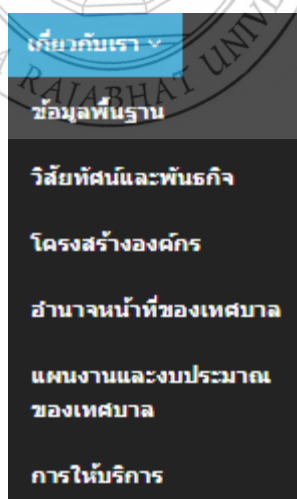 เกี่ยวกับเรา
RAJABHAT UNI
ข้อมูลพื้นฐาน
วิสัยทัศน์และพันธกิจ
โครงสร้างองค์กร
อำนาจหน้าที่ของเทศบาล
แผนงานและงบประมาณ
ของเทศบาล
การให้บริการ